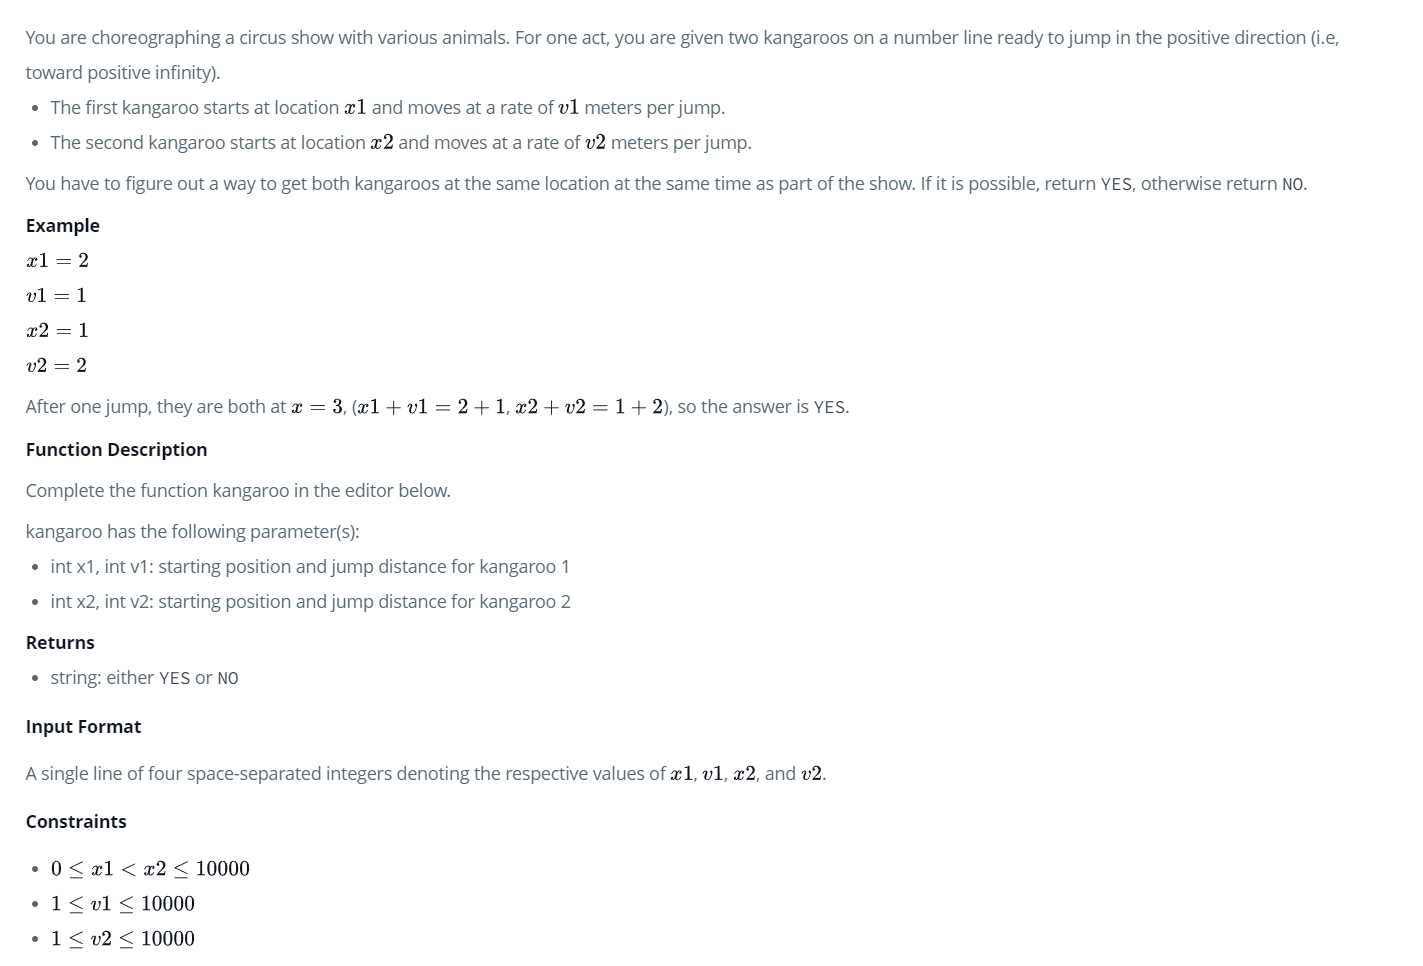 You are choreographing a circus show with various animals. For one act, you are given two kangaroos on a number line ready to jump in the positive direction (i.e,
toward positive infinity).
• The first kangaroo starts at location x1 and moves at a rate of v1 meters per jump.
• The second kangaroo starts at location x2 and moves at a rate of v2 meters per jump.
You have to figure out a way to get both kangaroos at the same location at the same time as part of the show. If it is possible, return YES, otherwise return NO.
Example
x1 = 2
v1 = 1
x2 = 1
v2 = 2
After one jump, they are both at x = 3, (x1 + v1 = 2 + 1, x2 + v2 = 1 + 2), so the answer is YES.
Function Description
Complete the function kangaroo in the editor below.
kangaroo has the following parameter(s):
• int x1, int v1: starting position and jump distance for kangaroo 1
• int x2, int v2: starting position and jump distance for kangaroo 2
Returns
• string: either YES or NO
Input Format
A single line of four space-separated integers denoting the respective values of x1, v1, x2, and v2.
Constraints
• 0 ≤ x1 < x2 ≤ 10000
• 1 ≤ v1 ≤ 10000
• 1 ≤ v2 ≤ 10000